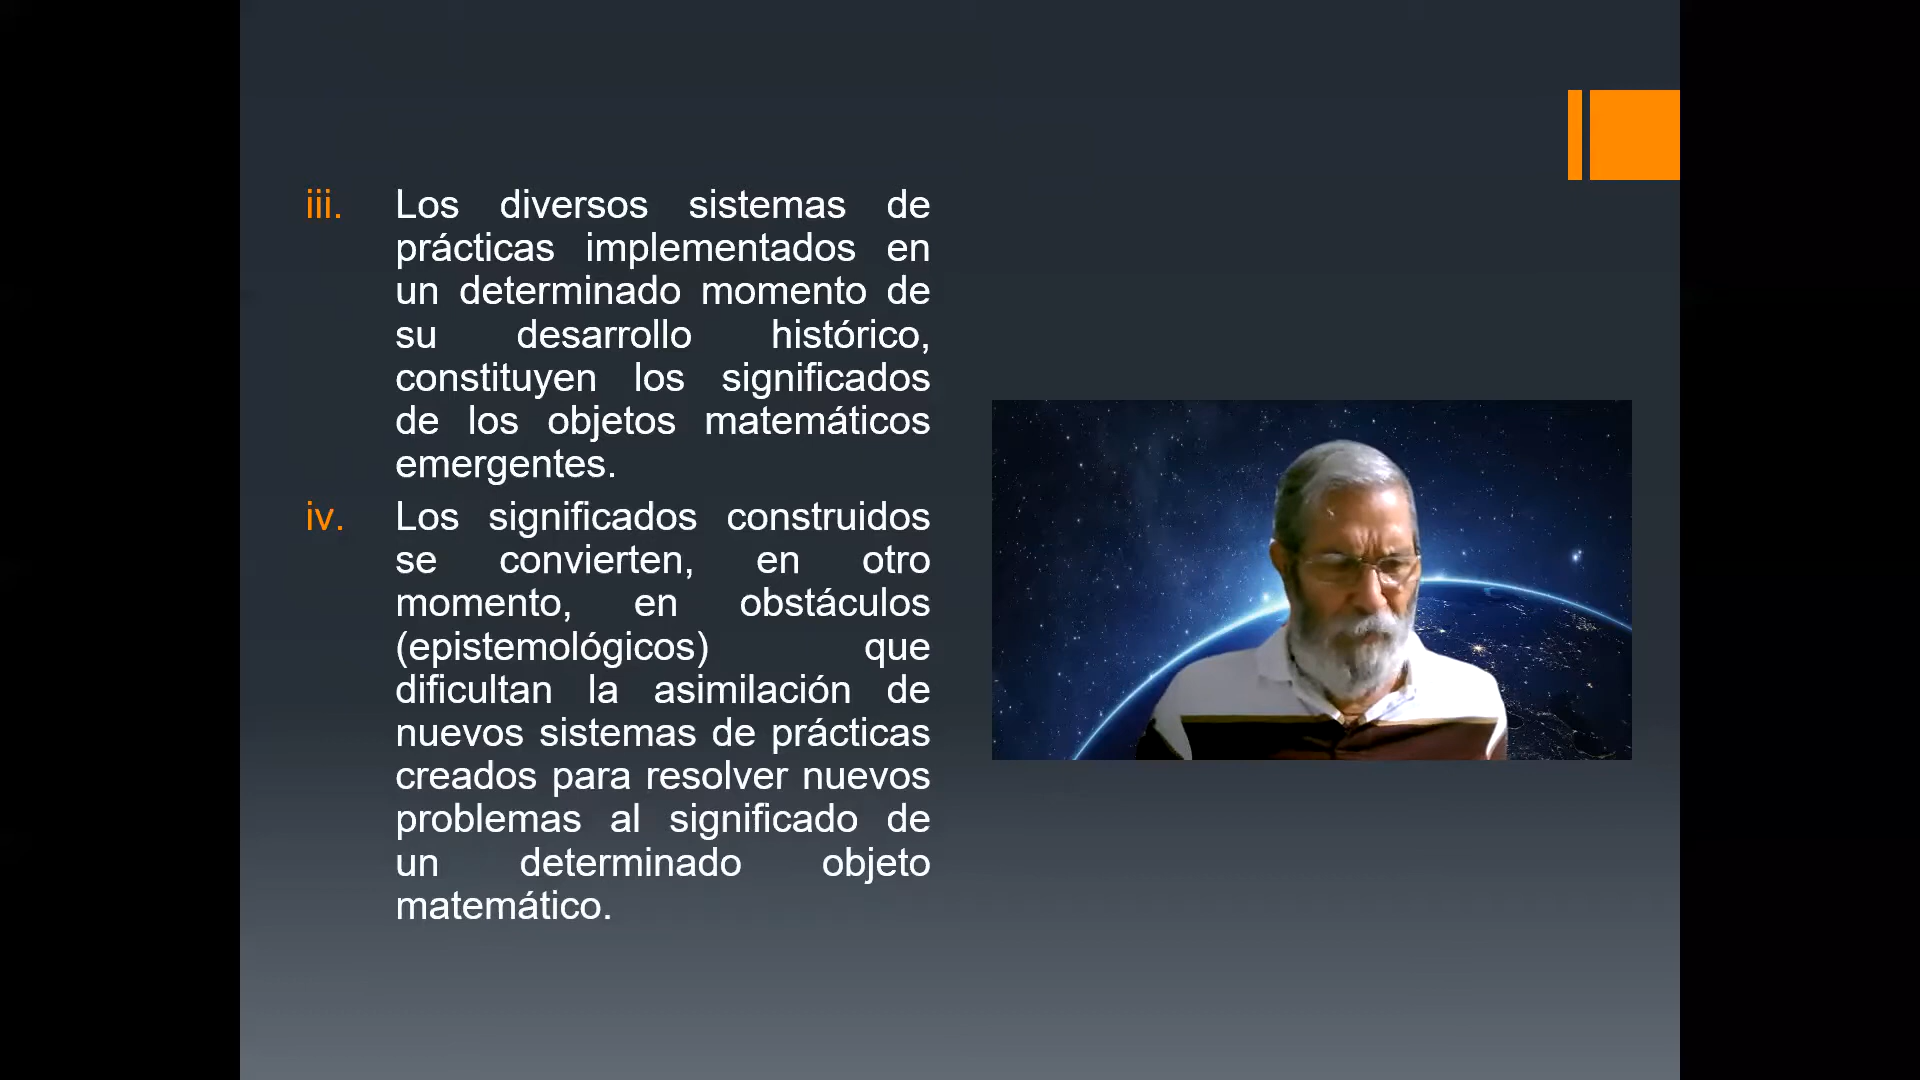 iii. Los diversos sistemas de
prácticas implementados en
un determinado momento de
su desarrollo histórico,
constituyen los significados
de los objetos matemáticos
emergentes.
iv. Los significados construidos
se convierten, en otro
momento, en obstáculos
(epistemológicos) que
dificultan la asimilación de
nuevos sistemas de prácticas
creados para resolver nuevos
problemas al significado de
un determinado objeto
matemático.